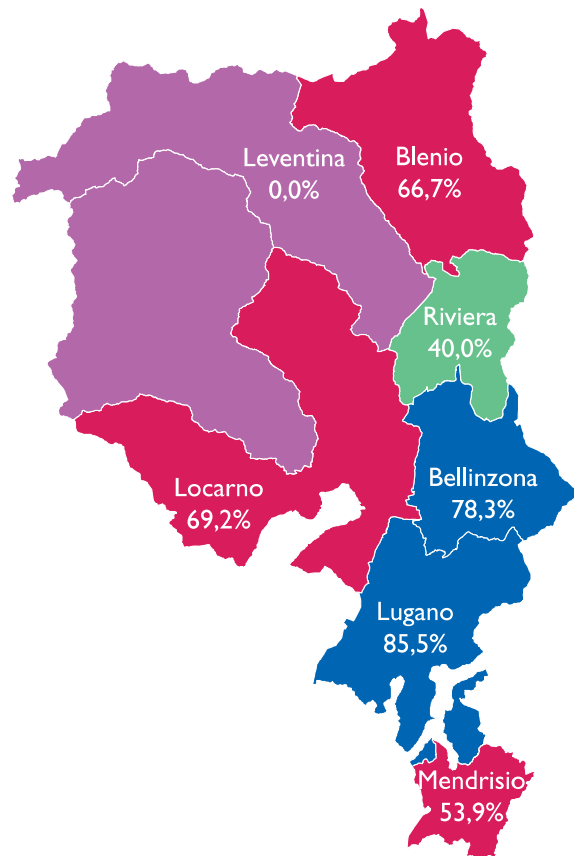 Leventina
0,0%
Blenio
66,7%
Riviera
40,0%
Locarno
69,2%
Bellinzona
78,3%
Lugano
85,5%
Mendrisio
53,9%